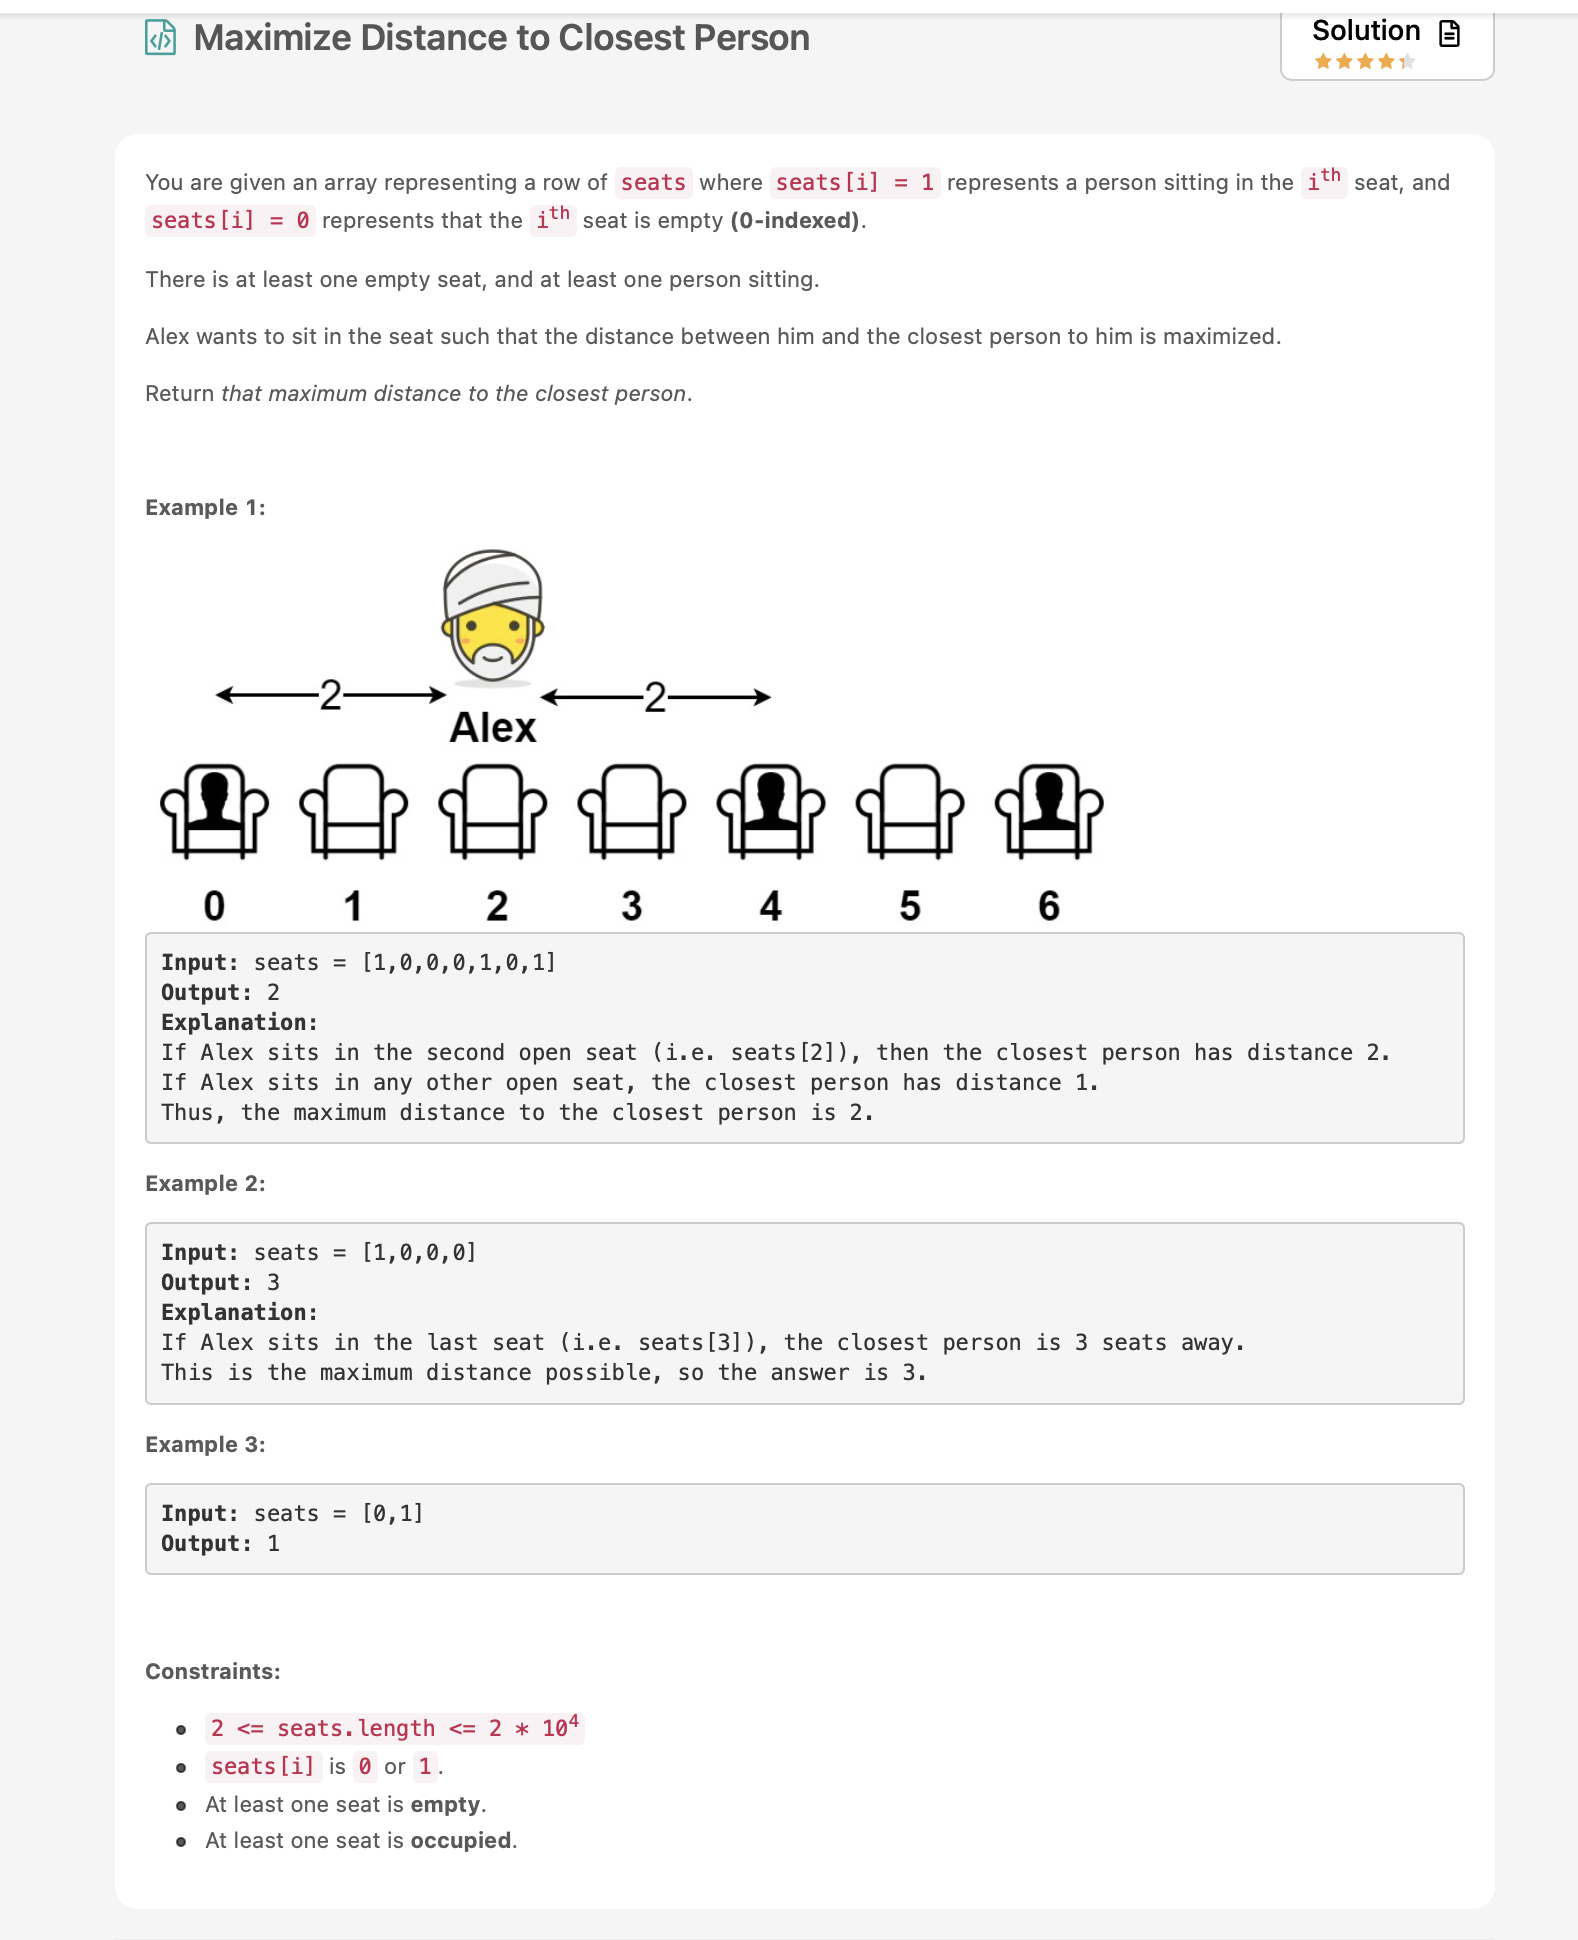 Maximize Distance to Closest Person
Solution
You are given an array representing a row of seats where seats[i] = 1 represents a person sitting in the ith seat, and
seats[i] = 0 represents that the ith seat is empty (0-indexed).
There is at least one empty seat, and at least one person sitting.
Alex wants to sit in the seat such that the distance between him and the closest person to him is maximized.
Return that maximum distance to the closest person.
Example 1:
2 2
Alex
0 1 2 3 4 5 6
Input: seats = [1,0,0,0,1,0,1]
Output: 2
Explanation:
If Alex sits in the second open seat (i.e. seats[2]), then the closest person has distance 2.
If Alex sits in any other open seat, the closest person has distance 1.
Thus, the maximum distance to the closest person is 2.
Example 2:
Input: seats = [1,0,0,0]
Output: 3
Explanation:
If Alex sits in the last seat (i.e. seats[3]), the closest person is 3 seats away.
This is the maximum distance possible, so the answer is 3.
Example 3:
Input: seats = [0,1]
Output: 1
Constraints:
2 <= seats.length <= 2 * 10⁴
seats[i] is 0 or 1.
At least one seat is empty.
At least one seat is occupied.